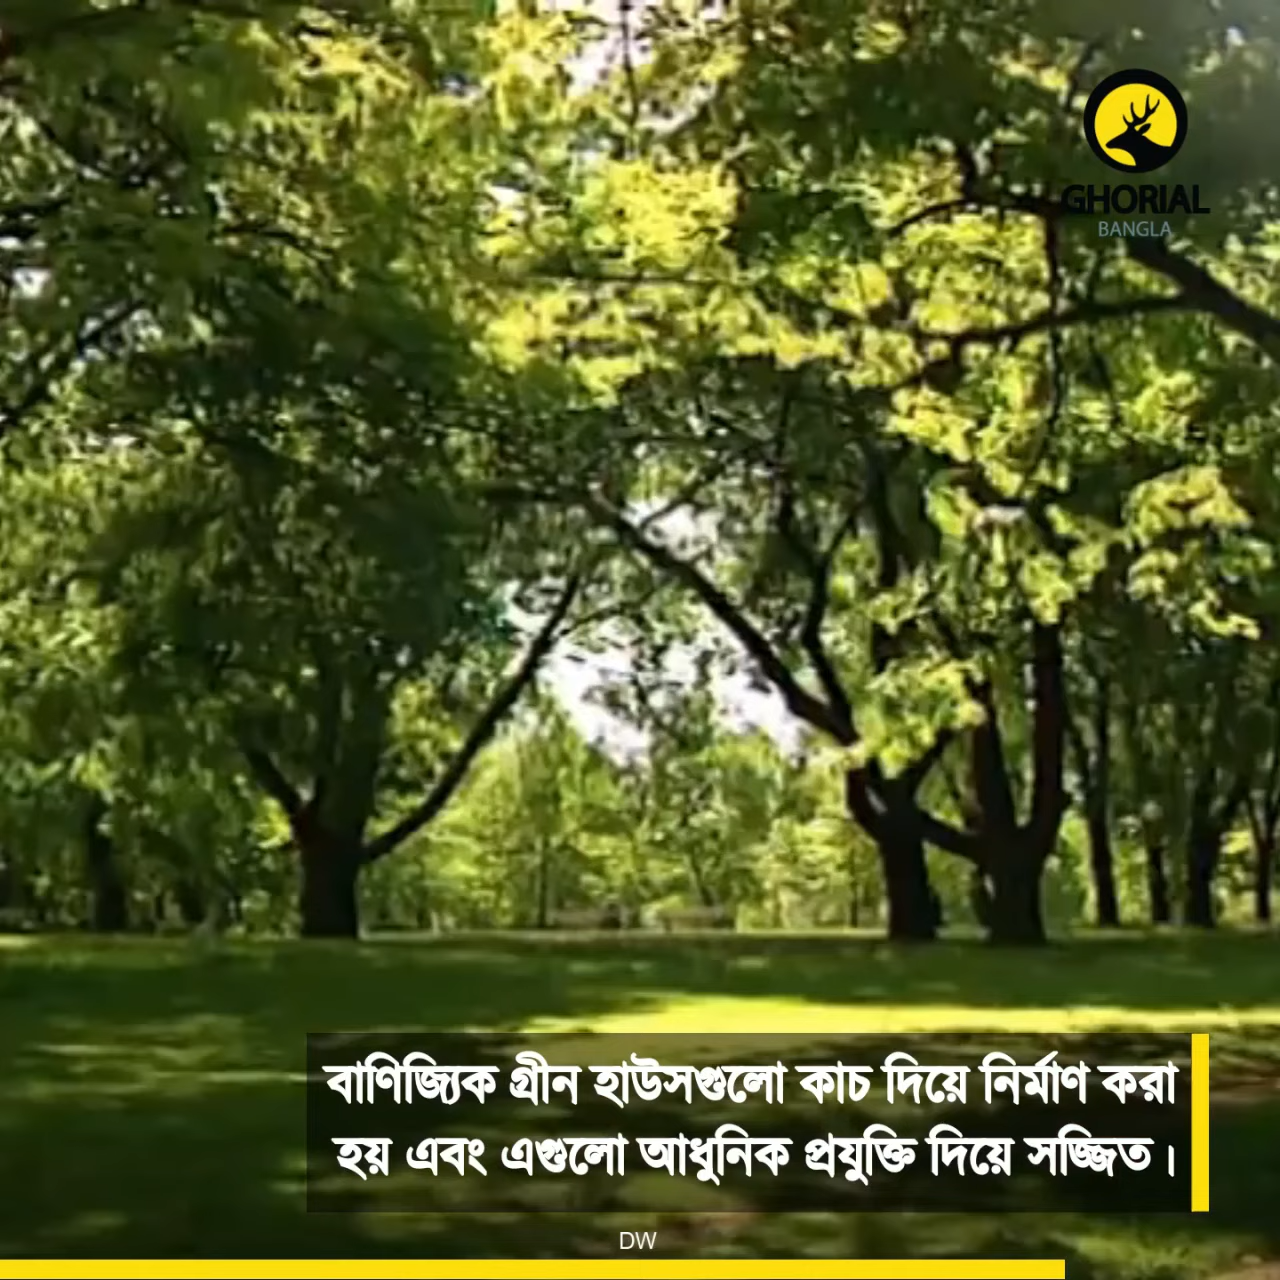 GHORIAL
BANGLA
বাণিজ্যিক গ্রীন হাউসগুলো কাচ দিয়ে নির্মাণ করা
হয় এবং এগুলো আধুনিক প্রযুক্তি দিয়ে সজ্জিত।
DW